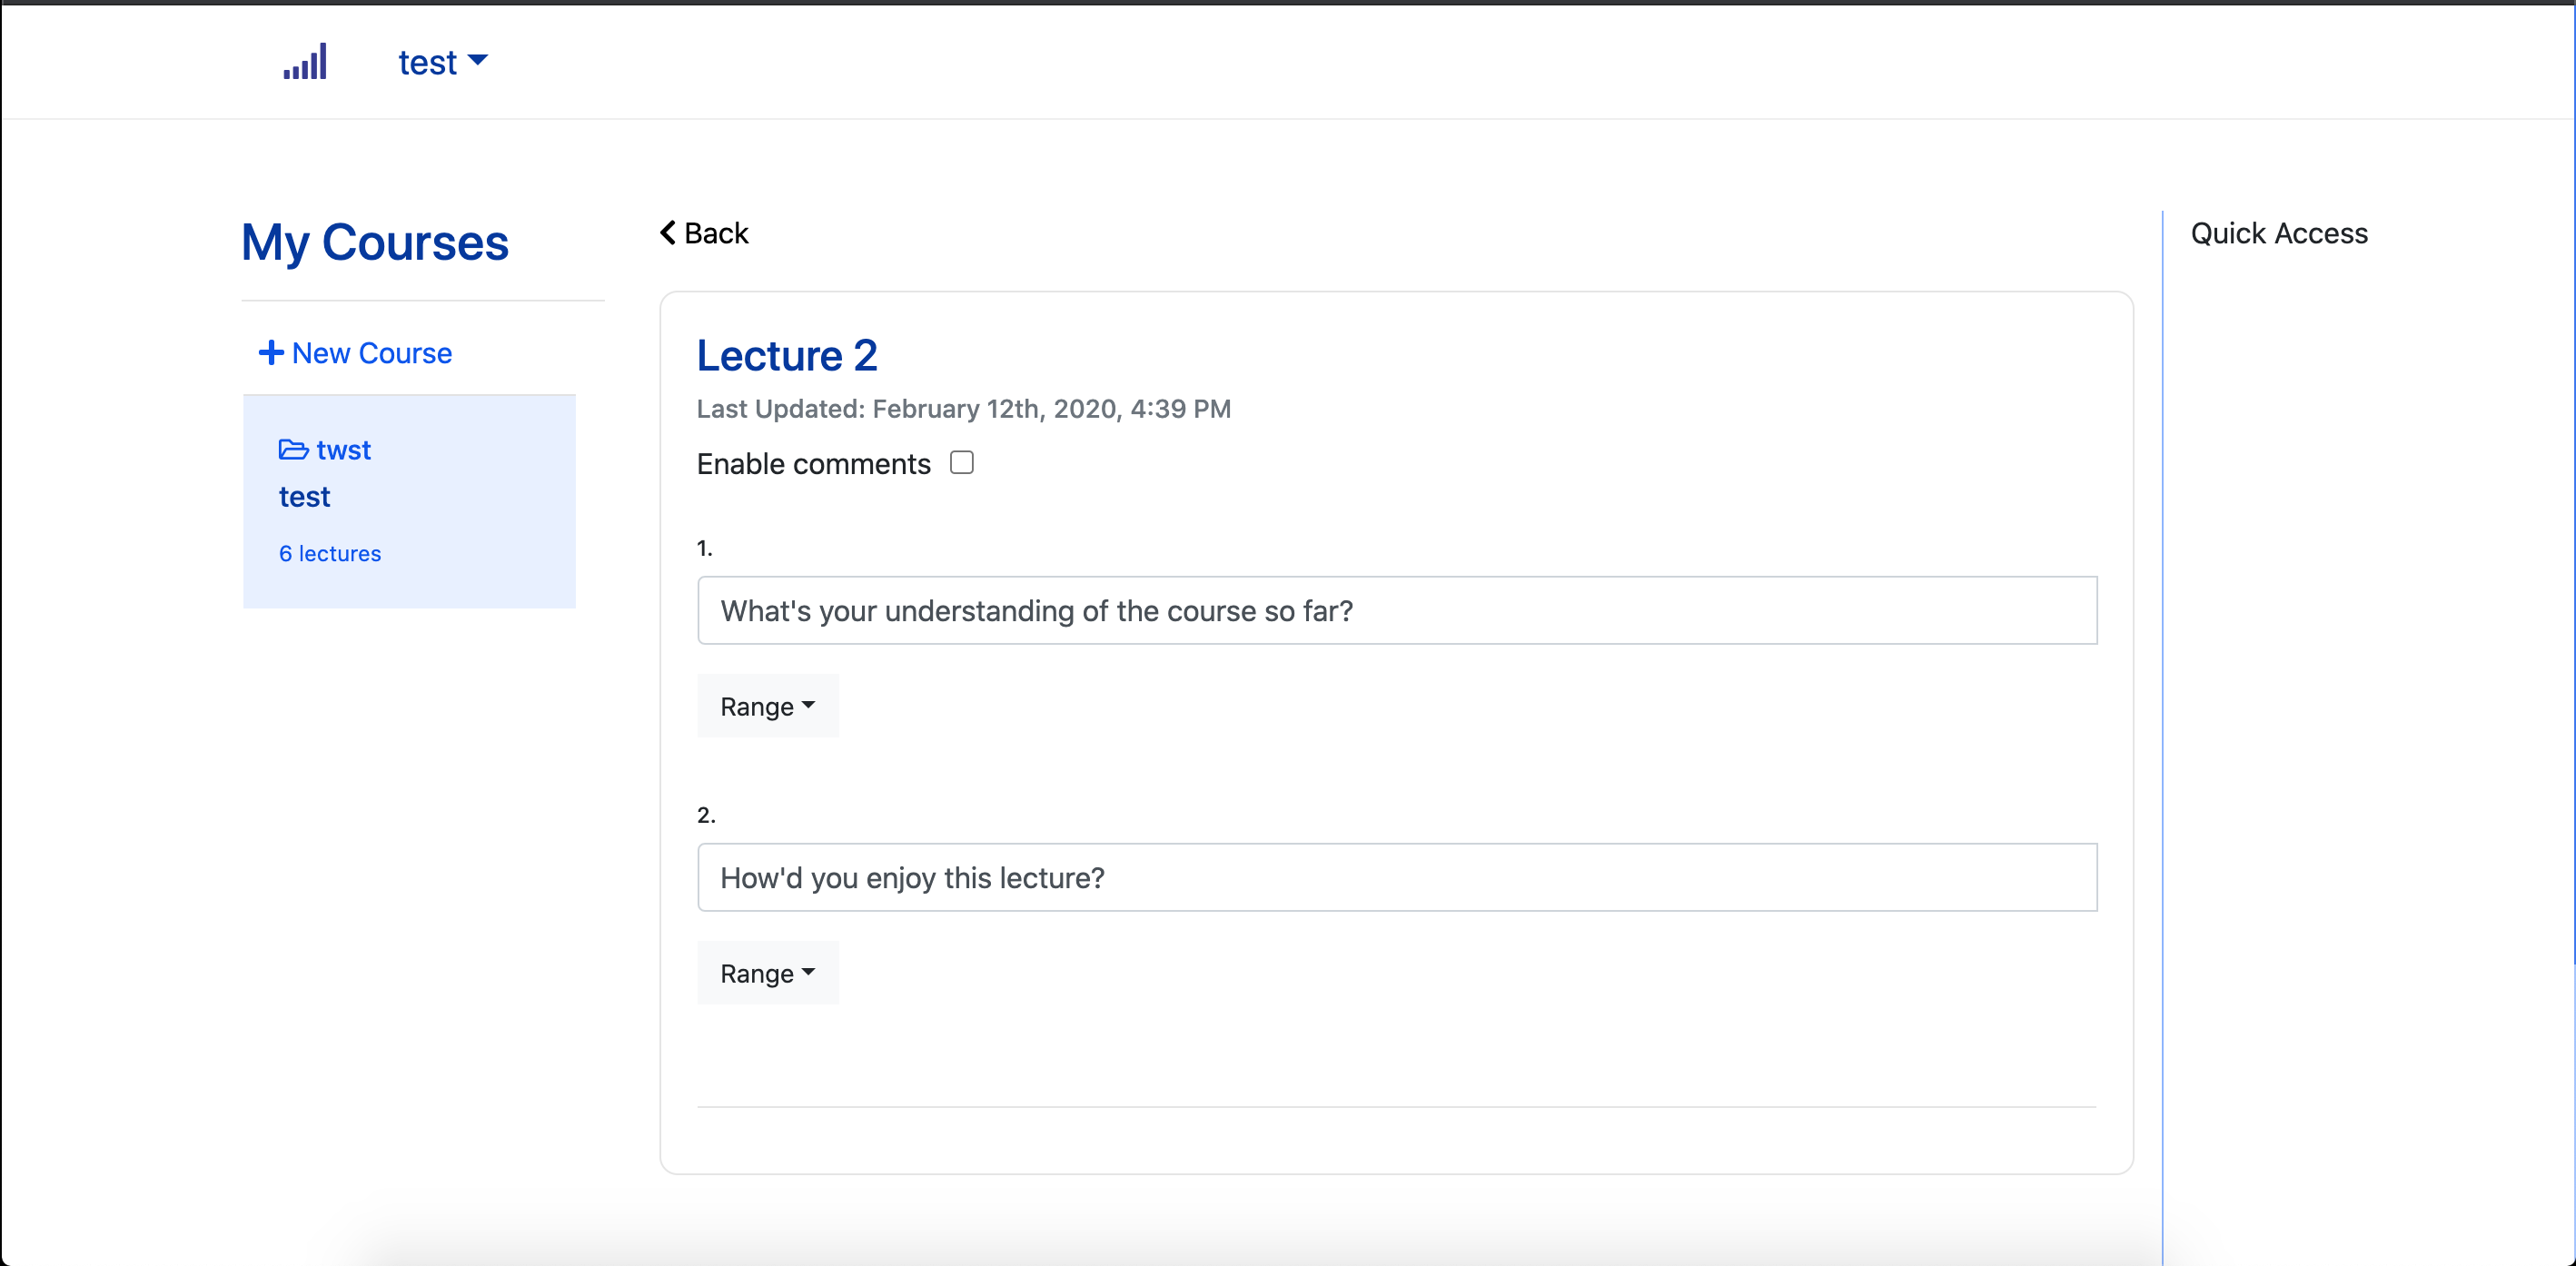 test
My Courses
New Course
twst
test
6 lectures
Back
Lecture 2
Last Updated: February 12th, 2020, 4:39 PM
Enable comments
1.
What's your understanding of the course so far?
Range
2.
How'd you enjoy this lecture?
Range
Quick Access